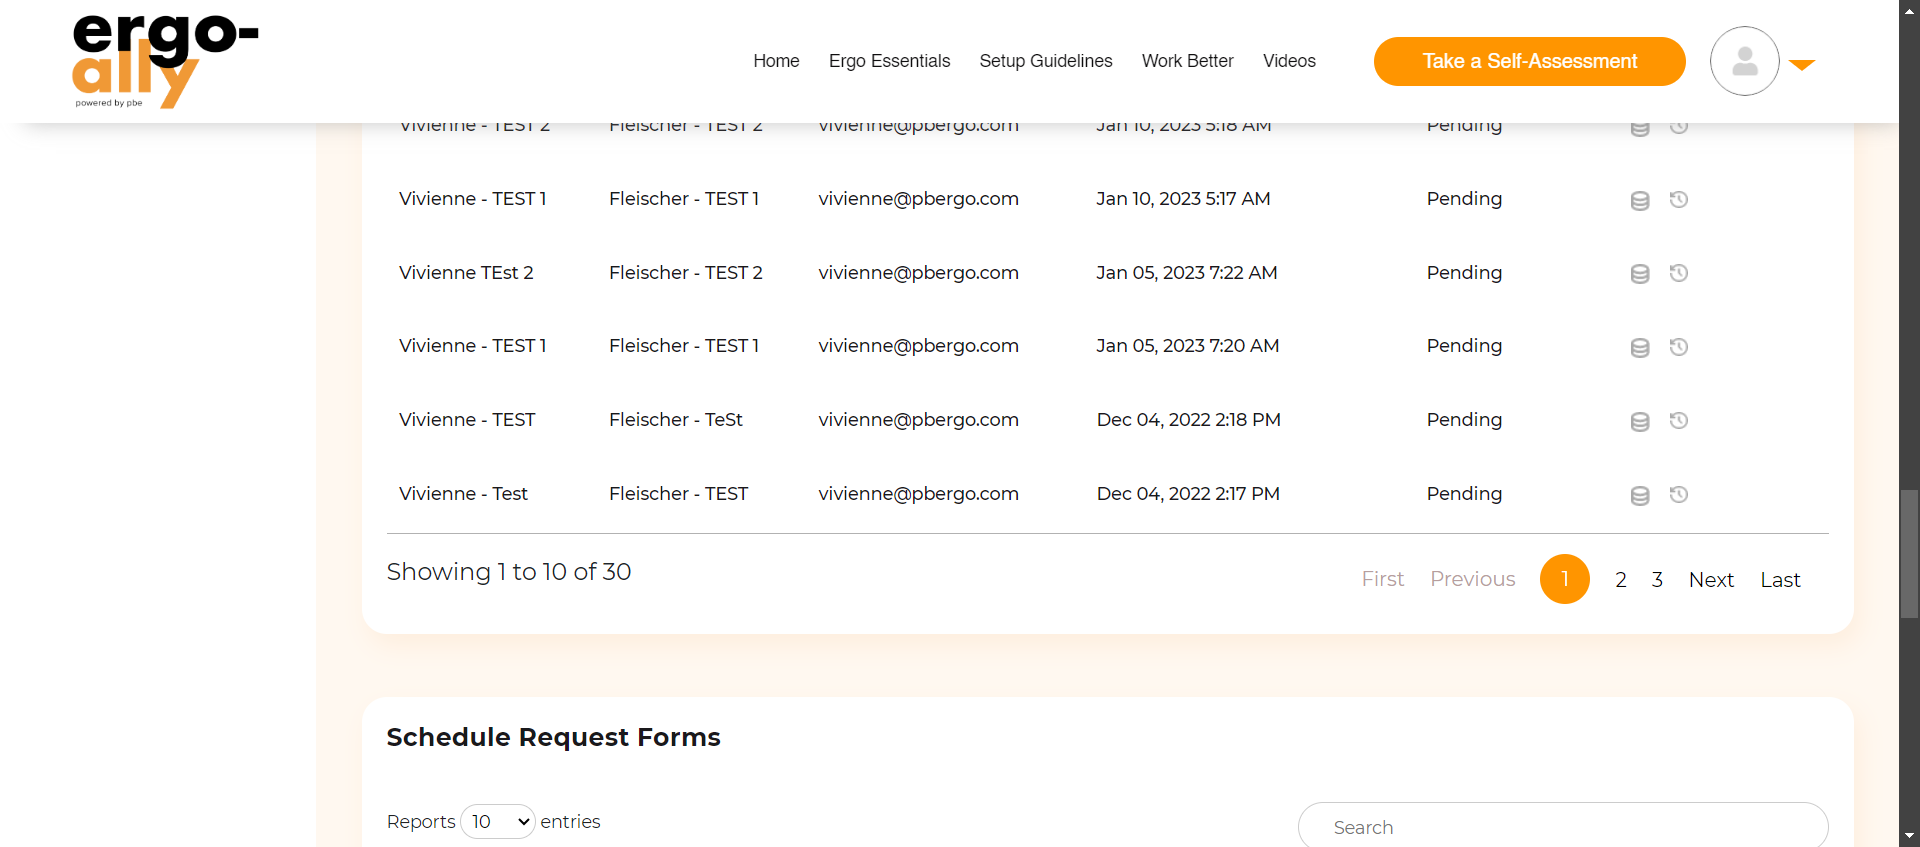 ergo-
ally
powered by pbe
Home Ergo Essentials Setup Guidelines Work Better Videos Take a Self-Assessment
Vivienne - TEST 2 Fleischer - TEST 2 vivienne@pbergo.com Jan 10, 2023 5:18 AM Pending
Vivienne - TEST 1 Fleischer - TEST 1 vivienne@pbergo.com Jan 10, 2023 5:17 AM Pending
Vivienne TEst 2 Fleischer - TEST 2 vivienne@pbergo.com Jan 05, 2023 7:22 AM Pending
Vivienne - TEST 1 Fleischer - TEST 1 vivienne@pbergo.com Jan 05, 2023 7:20 AM Pending
Vivienne - TEST Fleischer - TeSt vivienne@pbergo.com Dec 04, 2022 2:18 PM Pending
Vivienne - Test Fleischer - TEST vivienne@pbergo.com Dec 04, 2022 2:17 PM Pending
Showing 1 to 10 of 30 First Previous 1 2 3 Next Last
Schedule Request Forms
Reports 10 entries Search